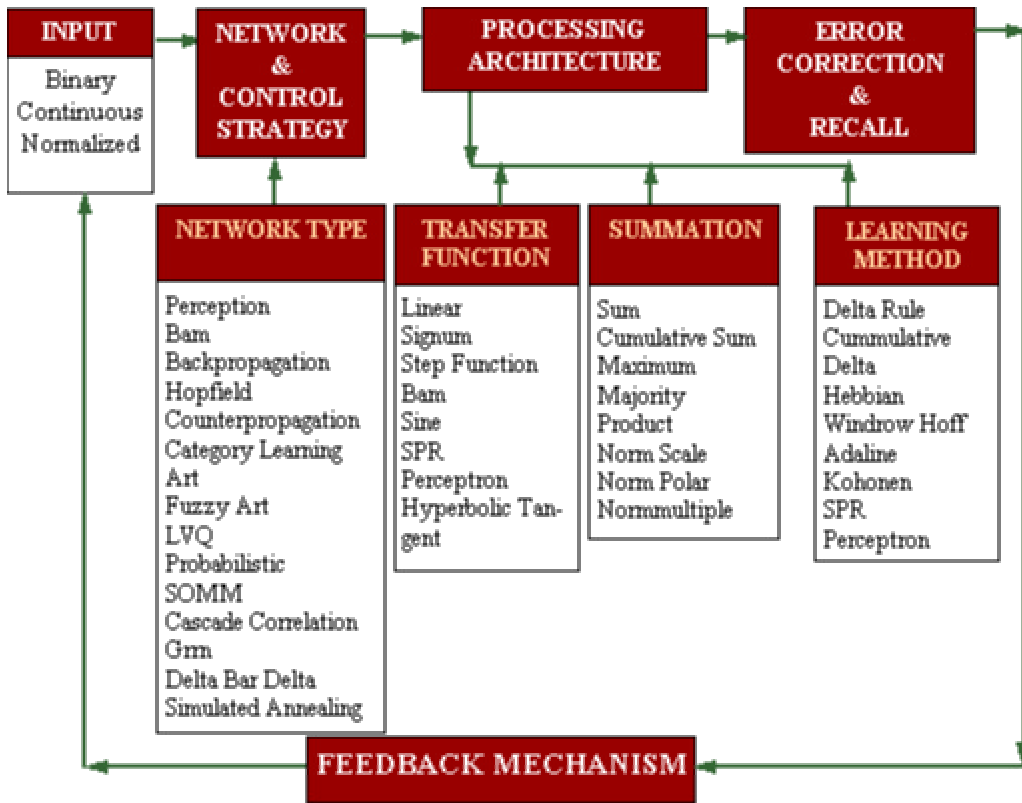 INPUT
Binary
Continuous
Normalized
NETWORK
&
CONTROL
STRATEGY
PROCESSING
ARCHITECTURE
ERROR
CORRECTION
&
RECALL
NETWORK TYPE
Perception
Bam
Backpropagation
Hopfield
Counterpropagation
Category Learning
Art
Fuzzy Art
LVQ
Probabilistic
SOMM
Cascade Correlation
Grrn
Delta Bar Delta
Simulated Annealing
TRANSFER
FUNCTION
Linear
Signum
Step Function
Bam
Sine
SPR
Perceptron
Hyperbolic Tan-
gent
SUMMATION
Sum
Cumulative Sum
Maximum
Majority
Product
Norm Scale
Norm Polar
Normmultiple
LEARNING
METHOD
Delta Rule
Cummulative
Delta
Hebbian
Windrow Hoff
Adaline
Kohonen
SPR
Perceptron
FEEDBACK MECHANISM